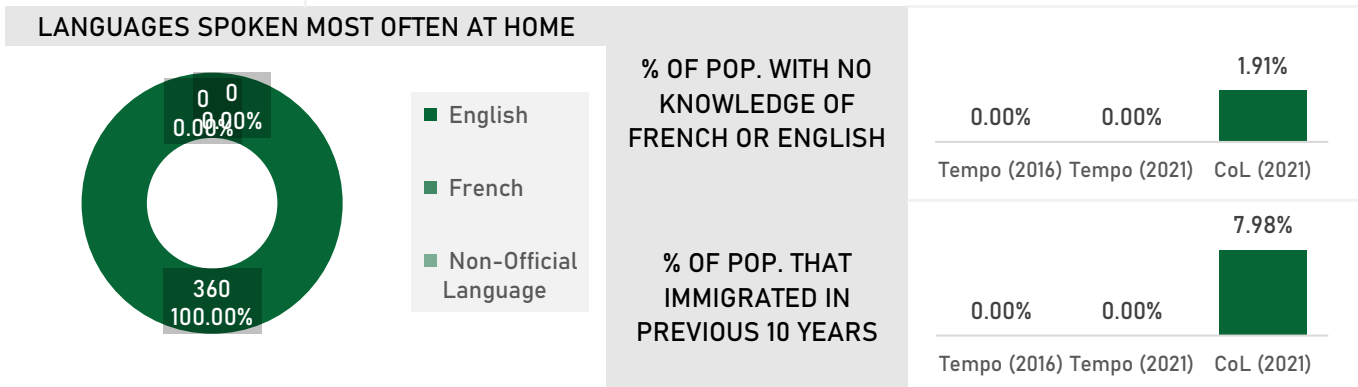 LANGUAGES SPOKEN MOST OFTEN AT HOME
0
0.00%
0
0.00%
360
100.00%
English
French
Non-Official
Language
% OF POP. WITH NO
KNOWLEDGE OF
FRENCH OR ENGLISH
0.00%
0.00%
1.91%
Tempo (2016)
Tempo (2021)
CoL (2021)
% OF POP. THAT
IMMIGRATED IN
PREVIOUS 10 YEARS
0.00%
0.00%
7.98%
Tempo (2016)
Tempo (2021)
CoL (2021)